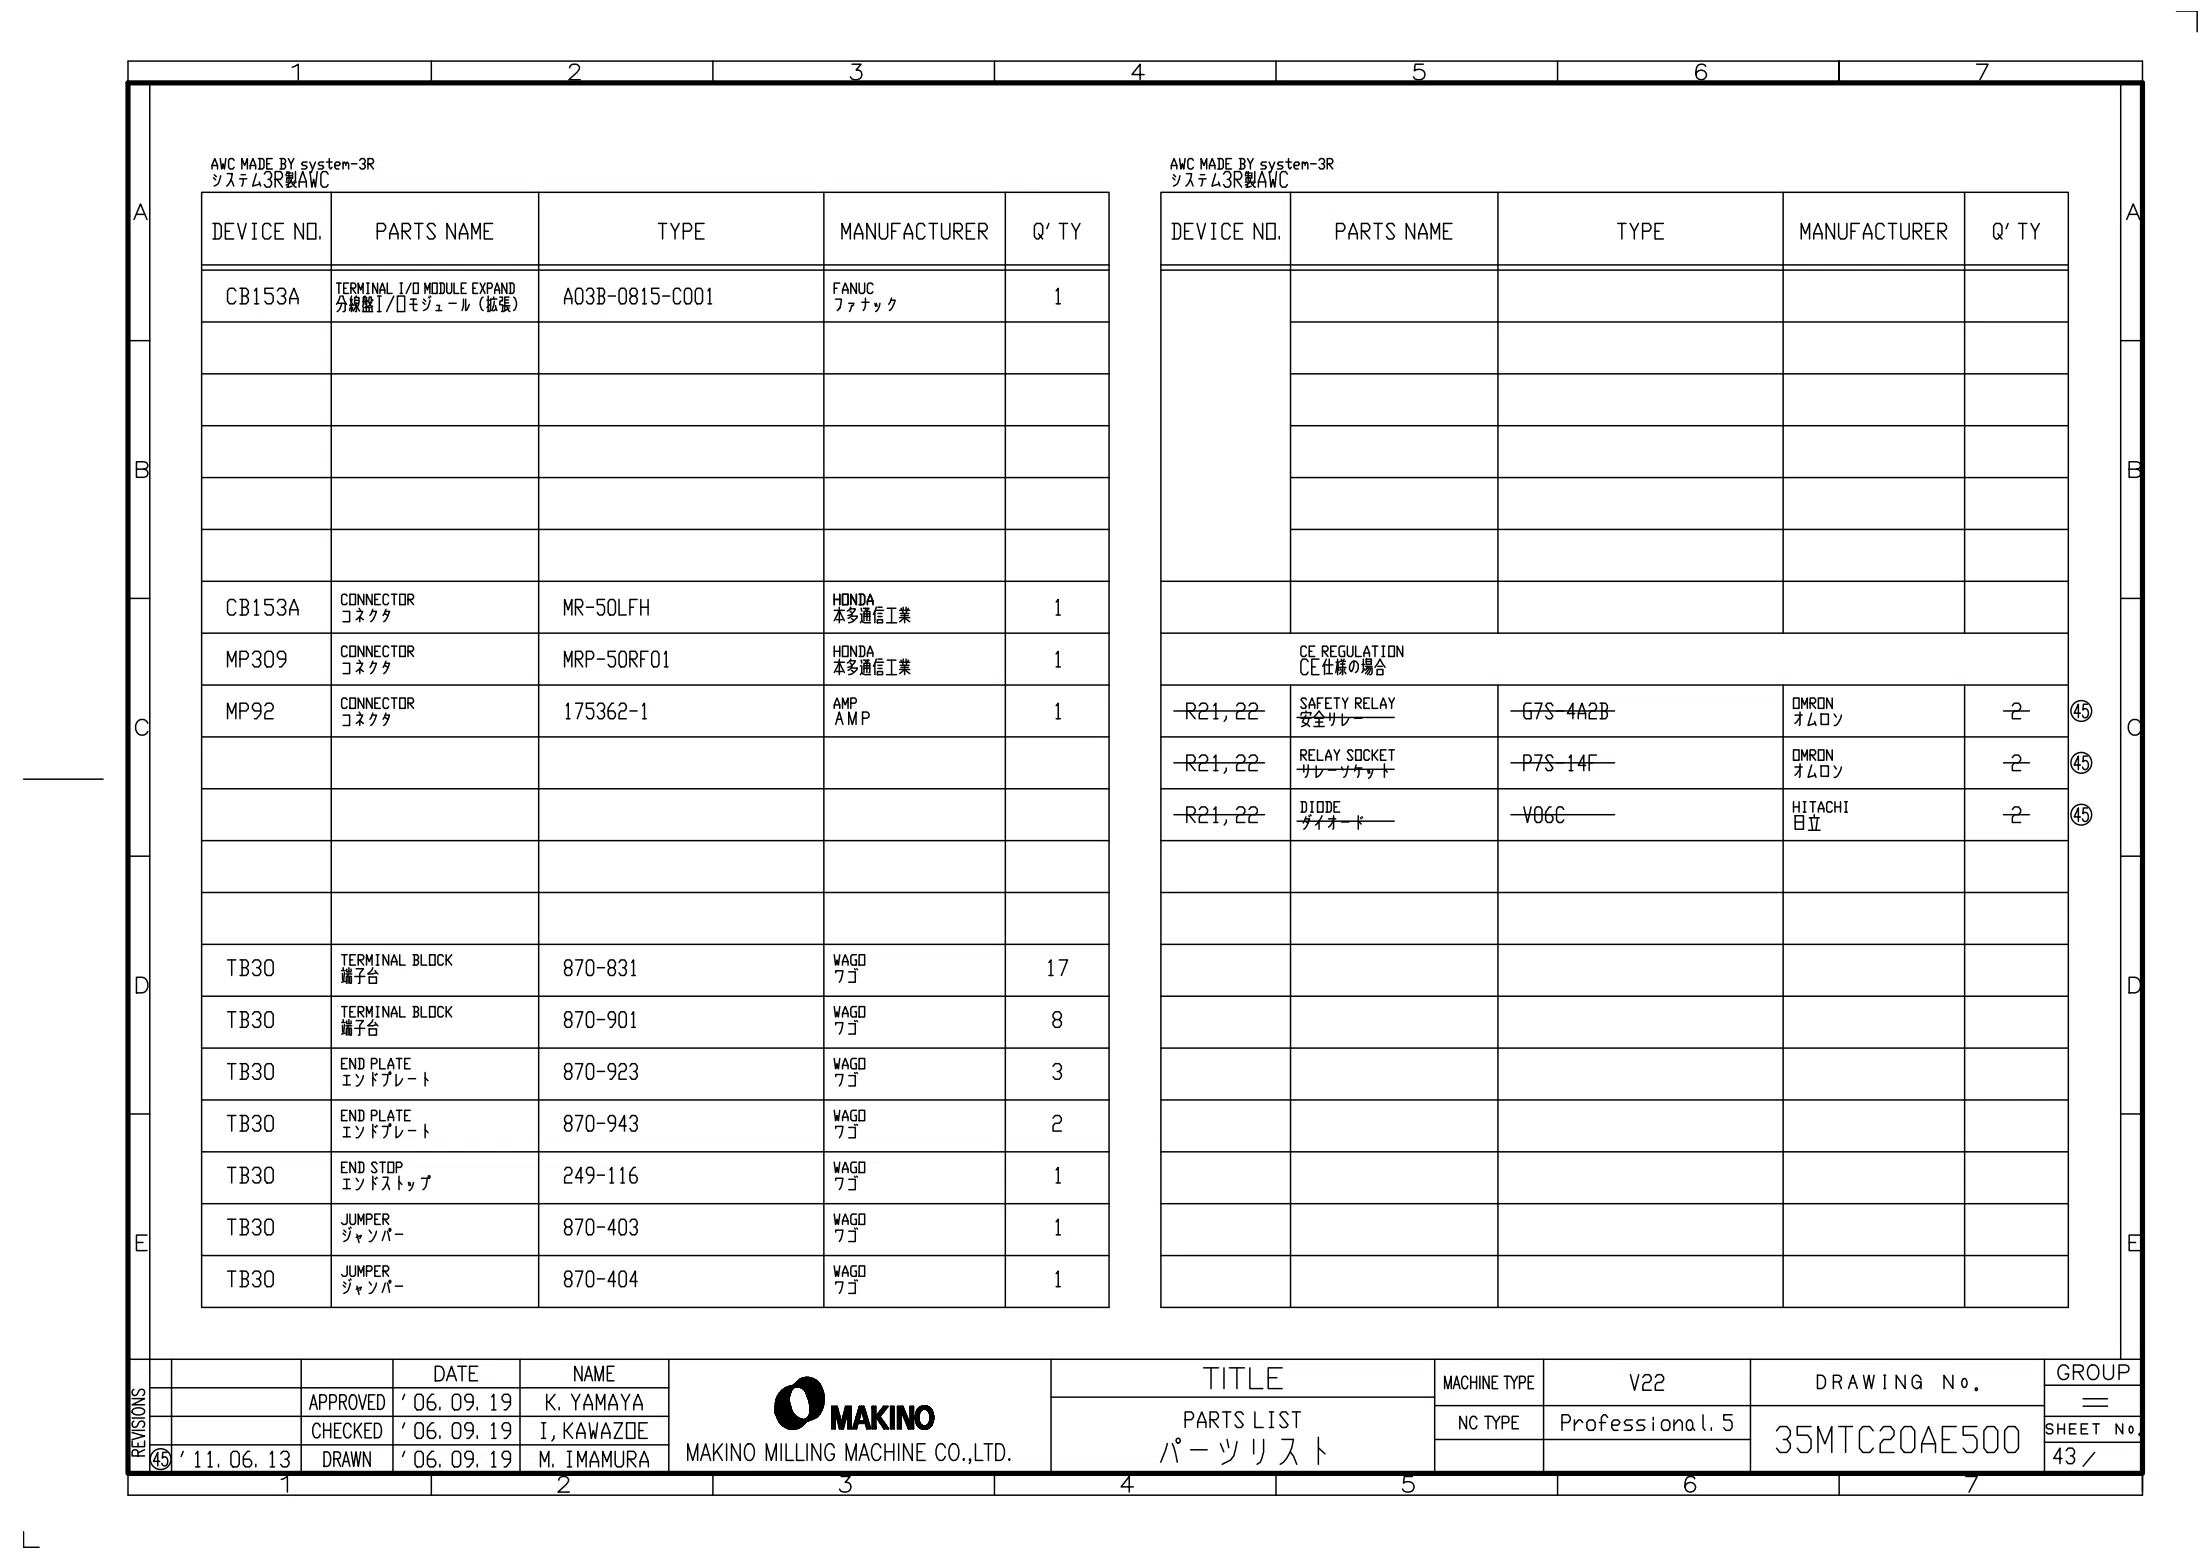 1 2 3 4 5 6 7
AWC MADE BY system-3R
システム3R製AWC
DEVICE NO. PARTS NAME TYPE MANUFACTURER Q'TY
CB153A TERMINAL I/O MODULE EXPAND A03B-0815-C001 FANUC 1
分線盤I/Oモジュール（拡張） ファナック
CB153A CONNECTOR MR-50LFH HONDA 1
コネクタ 本多通信工業
MP309 CONNECTOR MRP-50RF01 HONDA 1
コネクタ 本多通信工業
MP92 CONNECTOR 175362-1 AMP 1
コネクタ AMP
TB30 TERMINAL BLOCK 870-831 WAGO 17
端子台 ワゴ
TB30 TERMINAL BLOCK 870-901 WAGO 8
端子台 ワゴ
TB30 END PLATE 870-923 WAGO 3
エンドプレート ワゴ
TB30 END PLATE 870-943 WAGO 2
エンドプレート ワゴ
TB30 END STOP 249-116 WAGO 1
エンドストップ ワゴ
TB30 JUMPER 870-403 WAGO 1
ジャンパー ワゴ
TB30 JUMPER 870-404 WAGO 1
ジャンパー ワゴ
AWC MADE BY system-3R
システム3R製AWC
DEVICE NO. PARTS NAME TYPE MANUFACTURER Q'TY
CE REGULATION
CE仕様の場合
R21,22 SAFETY RELAY G7S-4A2B OMRON 2 45
安全リレー オムロン
R21,22 RELAY SOCKET P7S-14F OMRON 2 45
リレーソケット オムロン
R21,22 DIODE V06C HITACHI 2 45
ダイオード 日立
A A
B B
C C
D D
E E
REVISIONS
DATE NAME
APPROVED '06.09.19 K.YAMAYA
CHECKED '06.09.19 I,KAWAZOE
45 '11.06.13 DRAWN '06.09.19 M.IMAMURA
MAKINO
MAKINO MILLING MACHINE CO.,LTD.
TITLE
PARTS LIST
パーツリスト
MACHINE TYPE V22
NC TYPE Professional.5
DRAWING No.
35MTC20AE500
GROUP
=
SHEET No.
43/
1 2 3 4 5 6 7